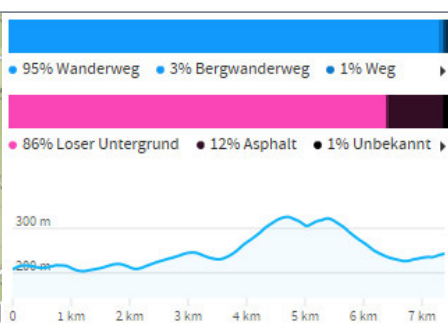 95% Wanderweg 3% Bergwanderweg 1% Weg
86% Loser Untergrund 12% Asphalt 1% Unbekannt
300 m
200 m
0 1 km 2 km 3 km 4 km 5 km 6 km 7 km